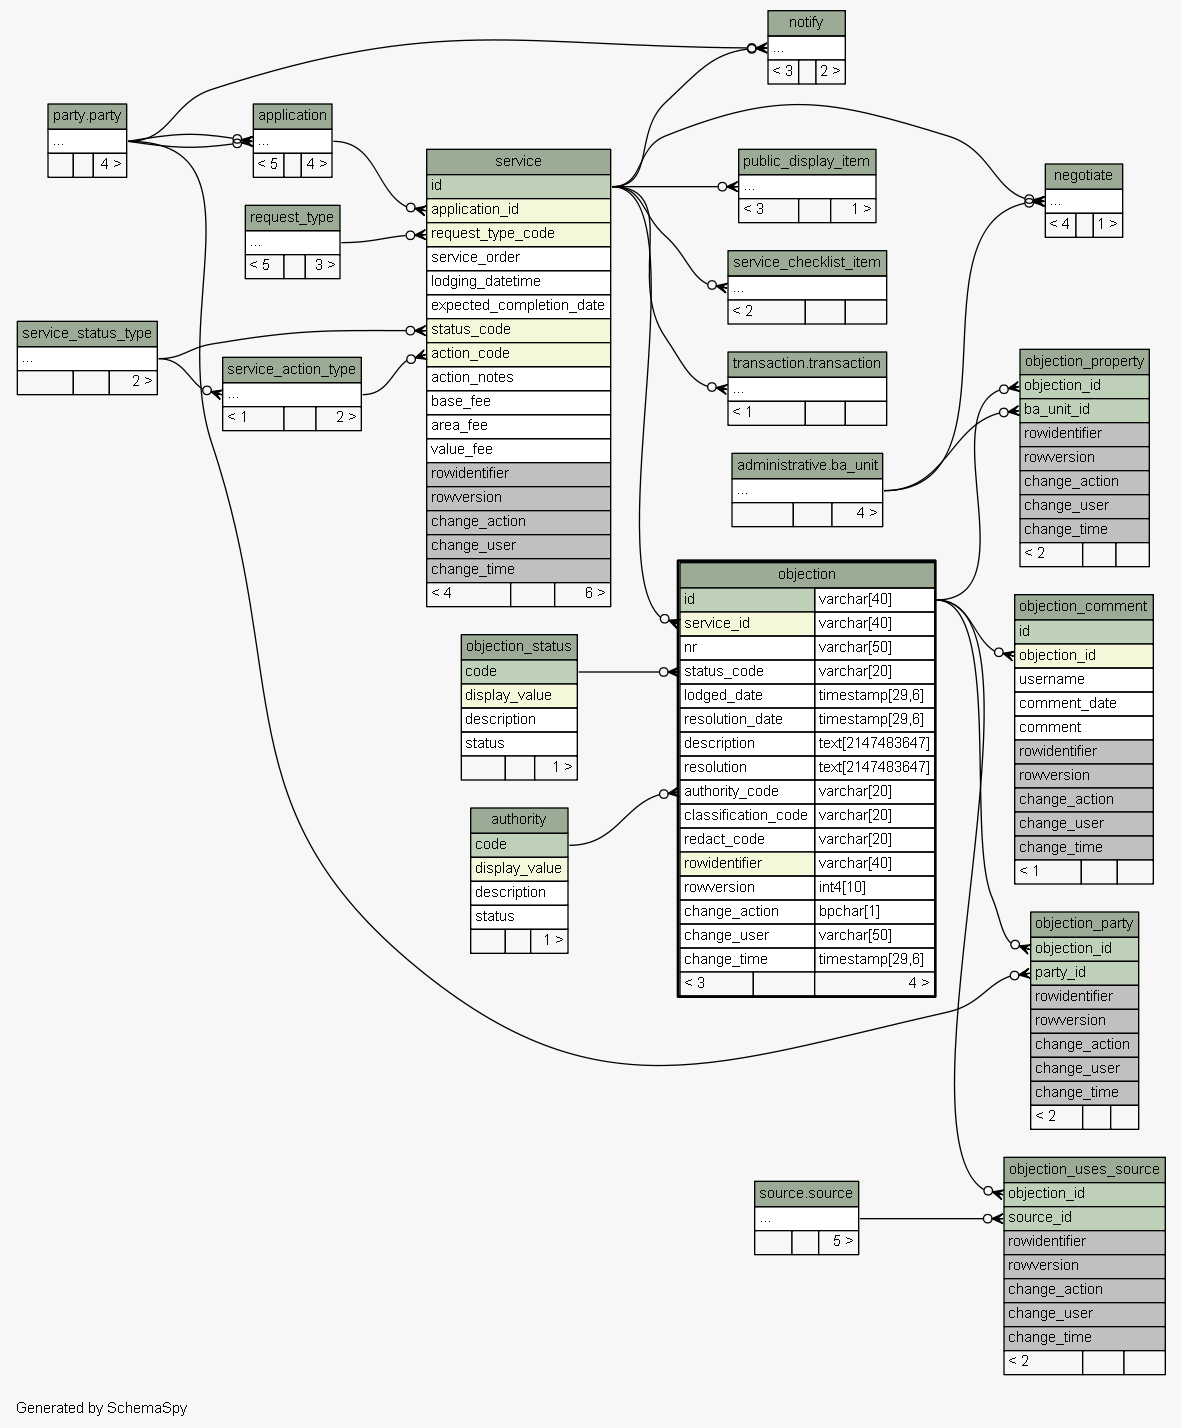 notify
...
< 3 2 >
party.party
...
4 >
application
...
< 5 4 >
service
id
application_id
request_type_code
service_order
lodging_datetime
expected_completion_date
status_code
action_code
action_notes
base_fee
area_fee
value_fee
rowidentifier
rowversion
change_action
change_user
change_time
< 4 6 >
public_display_item
...
< 3 1 >
negotiate
...
< 4 1 >
request_type
...
< 5 3 >
service_checklist_item
...
< 2
service_status_type
...
2 >
service_action_type
...
< 1 2 >
transaction.transaction
...
< 1
objection_property
objection_id
ba_unit_id
rowidentifier
rowversion
change_action
change_user
change_time
< 2
administrative.ba_unit
...
4 >
objection
id varchar[40]
service_id varchar[40]
nr varchar[50]
status_code varchar[20]
lodged_date timestamp[29,6]
resolution_date timestamp[29,6]
description text[2147483647]
resolution text[2147483647]
authority_code varchar[20]
classification_code varchar[20]
redact_code varchar[20]
rowidentifier varchar[40]
rowversion int4[10]
change_action bpchar[1]
change_user varchar[50]
change_time timestamp[29,6]
< 3 4 >
objection_comment
id
objection_id
username
comment_date
comment
rowidentifier
rowversion
change_action
change_user
change_time
< 1
objection_status
code
display_value
description
status
1 >
authority
code
display_value
description
status
1 >
objection_party
objection_id
party_id
rowidentifier
rowversion
change_action
change_user
change_time
< 2
objection_uses_source
objection_id
source_id
rowidentifier
rowversion
change_action
change_user
change_time
< 2
source.source
...
5 >
Generated by SchemaSpy